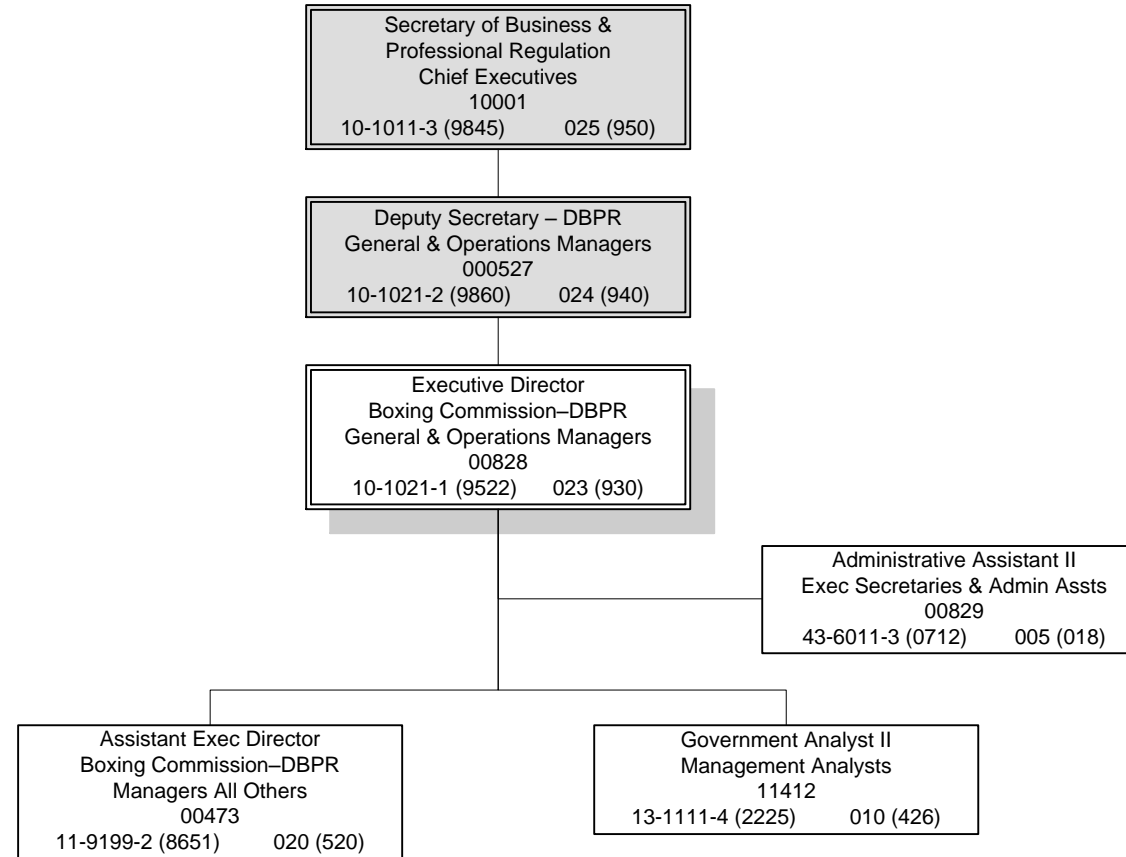 Secretary of Business &
Professional Regulation
Chief Executives
10001
10-1011-3 (9845) 025 (950)
Deputy Secretary – DBPR
General & Operations Managers
000527
10-1021-2 (9860) 024 (940)
Executive Director
Boxing Commission–DBPR
General & Operations Managers
00828
10-1021-1 (9522) 023 (930)
Administrative Assistant II
Exec Secretaries & Admin Assts
00829
43-6011-3 (0712) 005 (018)
Assistant Exec Director
Boxing Commission–DBPR
Managers All Others
00473
11-9199-2 (8651) 020 (520)
Government Analyst II
Management Analysts
11412
13-1111-4 (2225) 010 (426)